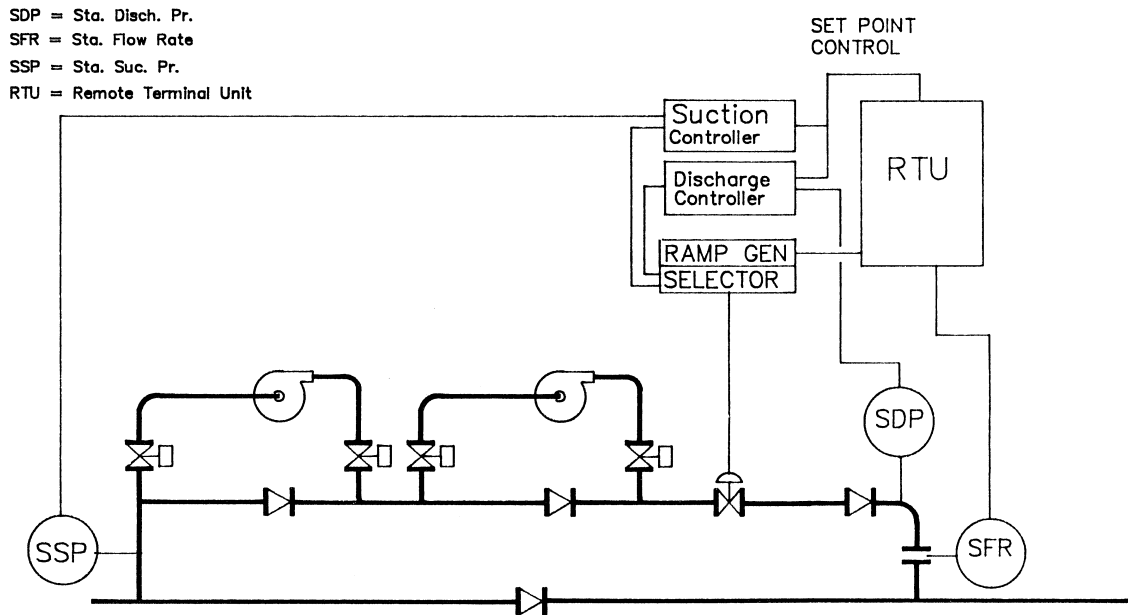 SDP = Sta. Disch. Pr.
SFR = Sta. Flow Rate
SSP = Sta. Suc. Pr.
RTU = Remote Terminal Unit
SET POINT
CONTROL
Suction
Controller
RTU
Discharge
Controller
RAMP GEN
SELECTOR
SDP
SSP
SFR